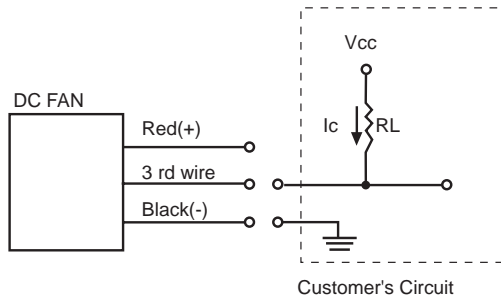 Vcc
DC FAN
Ic
RL
Red(+)
3 rd wire
Black(-)
Customer's Circuit